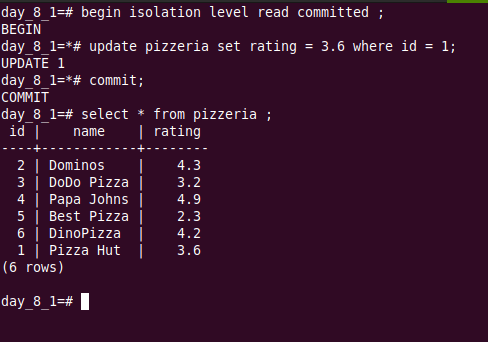 day_8_1=# begin isolation level read committed ;
BEGIN
day_8_1=*# update pizzeria set rating = 3.6 where id = 1;
UPDATE 1
day_8_1=*# commit;
COMMIT
day_8_1=# select * from pizzeria ;
 id |    name    | rating
----+------------+--------
  2 | Dominos    |    4.3
  3 | DoDo Pizza |    3.2
  4 | Papa Johns |    4.9
  5 | Best Pizza |    2.3
  6 | DinoPizza  |    4.2
  1 | Pizza Hut  |    3.6
(6 rows)
day_8_1=#